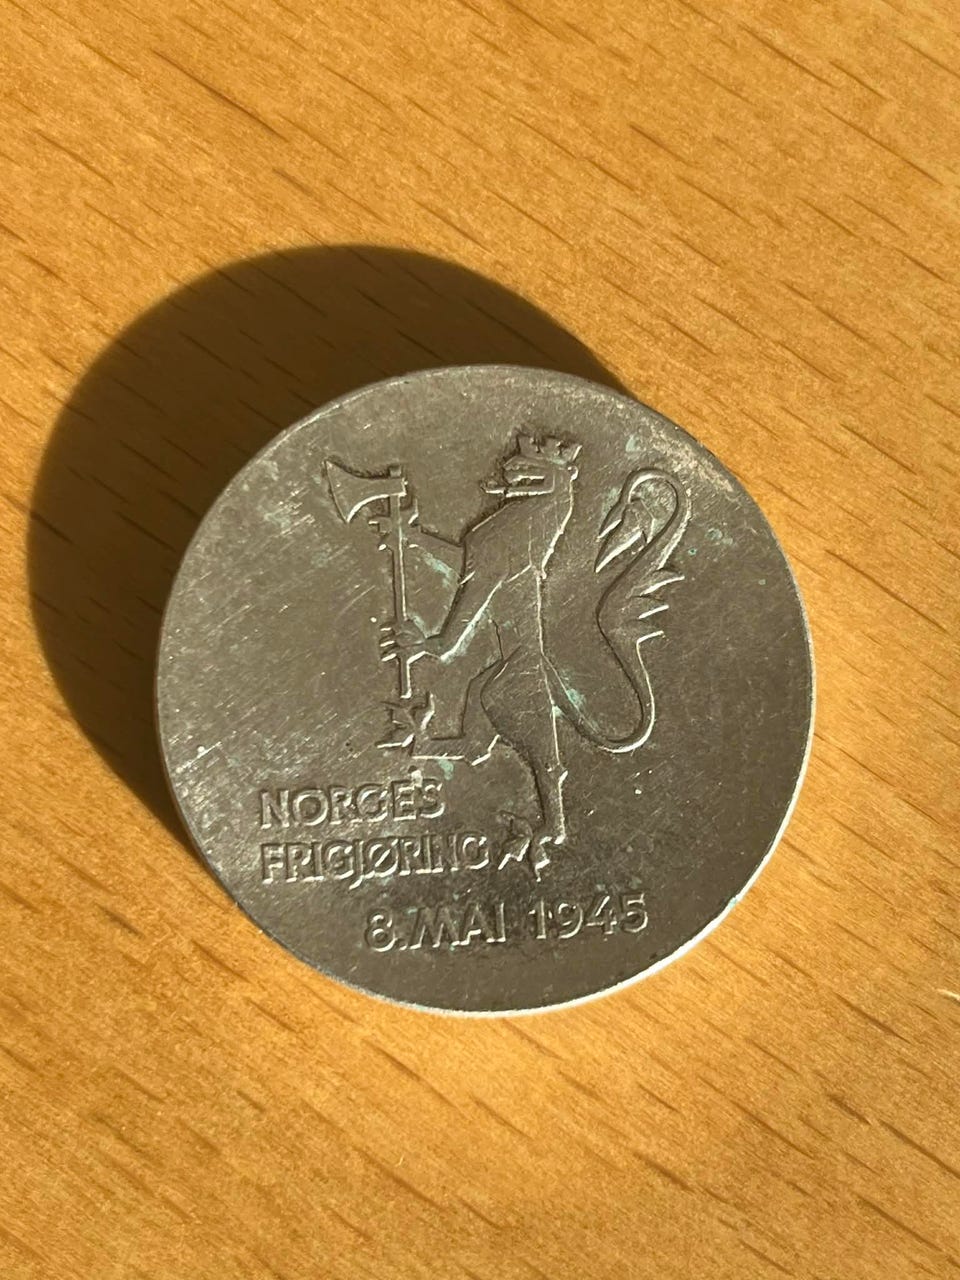 NORGES
FRIGJØRING
8. MAI 1945